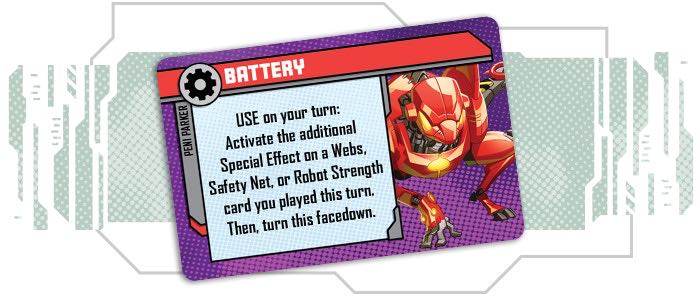 BATTERY
PENI PARKER
USE on your turn:
Activate the additional
Special Effect on a Webs,
Safety Net, or Robot Strength
card you played this turn.
Then, turn this facedown.